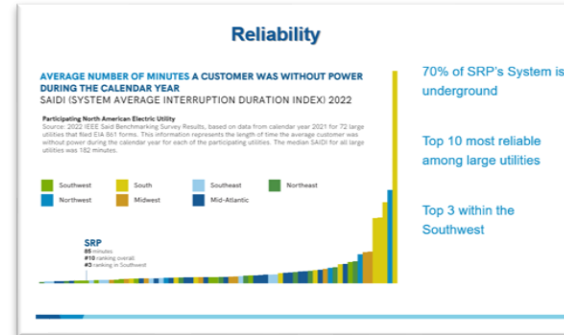 Reliability
AVERAGE NUMBER OF MINUTES A CUSTOMER WAS WITHOUT POWER
DURING THE CALENDAR YEAR
SAIDI (SYSTEM AVERAGE INTERRUPTION DURATION INDEX) 2022
Participating North American Electric Utility
Source: 2022 IEEE Said Benchmarking Survey Results, based on data from calendar year 2021 for 72 large
utilities that filed EIA 861 forms. This information represents the length of time the average customer was
without power during the calendar year for each of the participating utilities. The median SAIDI for all large
utilities was 182 minutes.
Southwest
South
Southeast
Northeast
Northwest
Midwest
Mid-Atlantic
SRP
minutes
#10 ranking overall
#3 ranking in Southwest
70% of SRP's System is
underground
Top 10 most reliable
among large utilities
Top 3 within the
Southwest